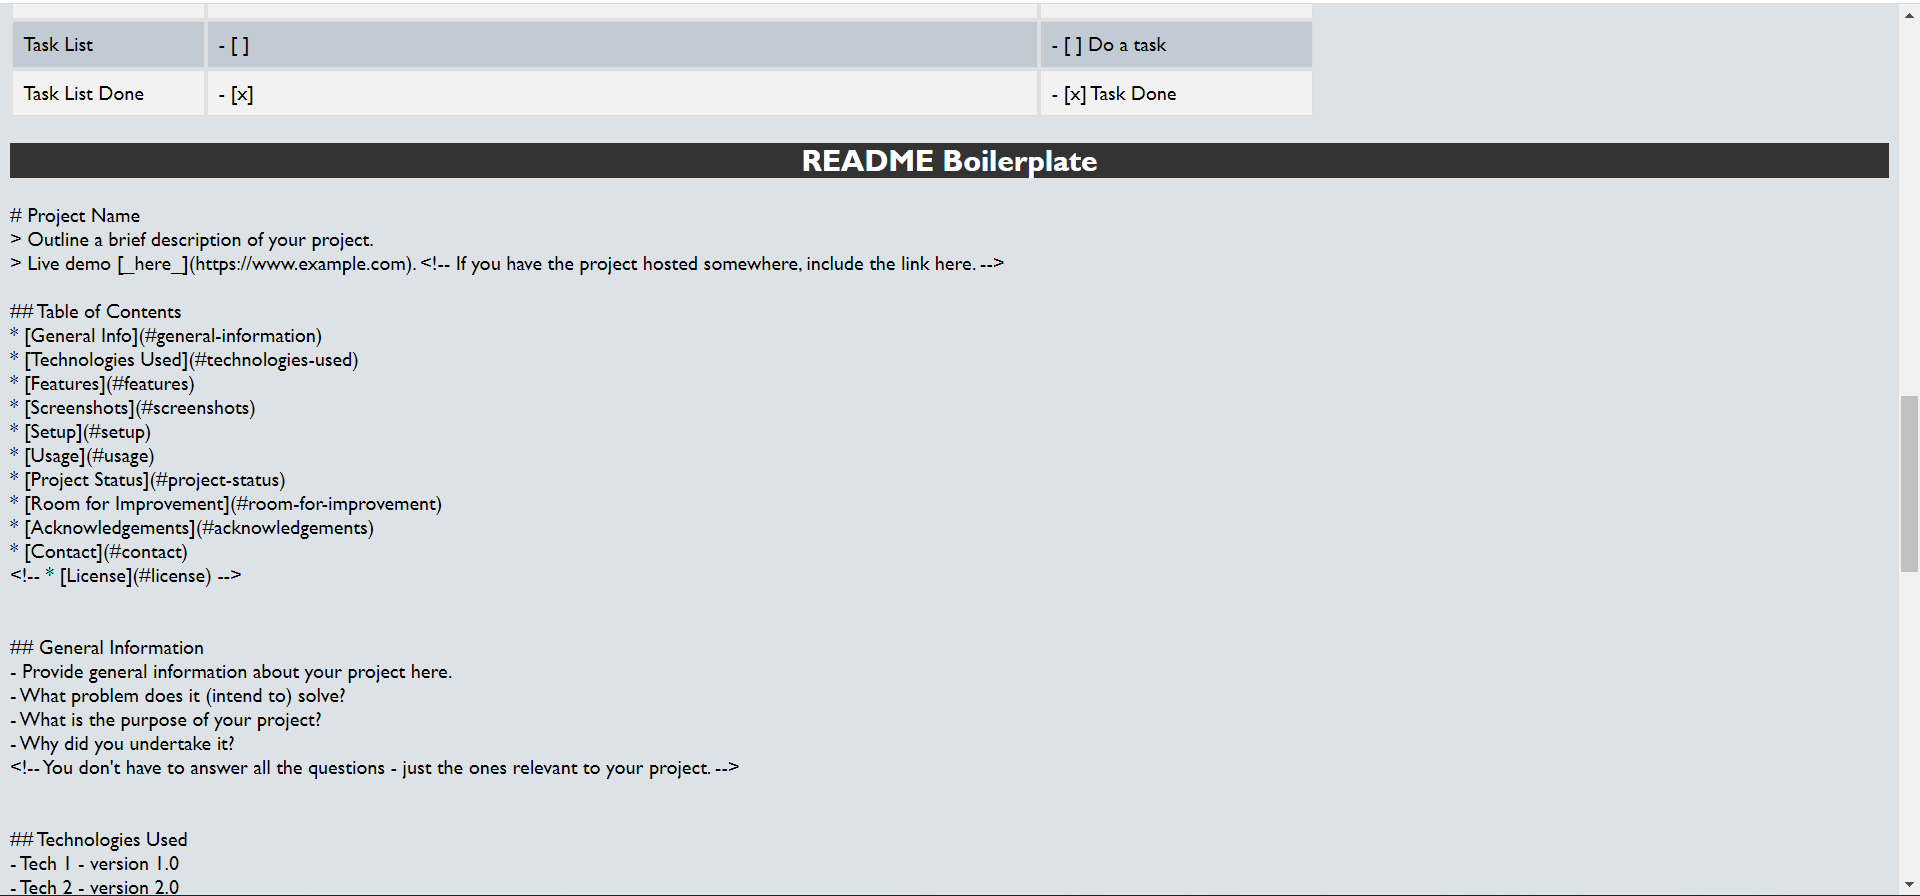 Task List - [ ] - [ ] Do a task
Task List Done - [x] - [x] Task Done
README Boilerplate
# Project Name
> Outline a brief description of your project.
> Live demo [_here_](https://www.example.com). <!-- If you have the project hosted somewhere, include the link here. -->
## Table of Contents
* [General Info](#general-information)
* [Technologies Used](#technologies-used)
* [Features](#features)
* [Screenshots](#screenshots)
* [Setup](#setup)
* [Usage](#usage)
* [Project Status](#project-status)
* [Room for Improvement](#room-for-improvement)
* [Acknowledgements](#acknowledgements)
* [Contact](#contact)
<!-- * [License](#license) -->
## General Information
- Provide general information about your project here.
- What problem does it (intend to) solve?
- What is the purpose of your project?
- Why did you undertake it?
<!-- You don't have to answer all the questions - just the ones relevant to your project. -->
## Technologies Used
- Tech 1 - version 1.0
- Tech 2 - version 2.0